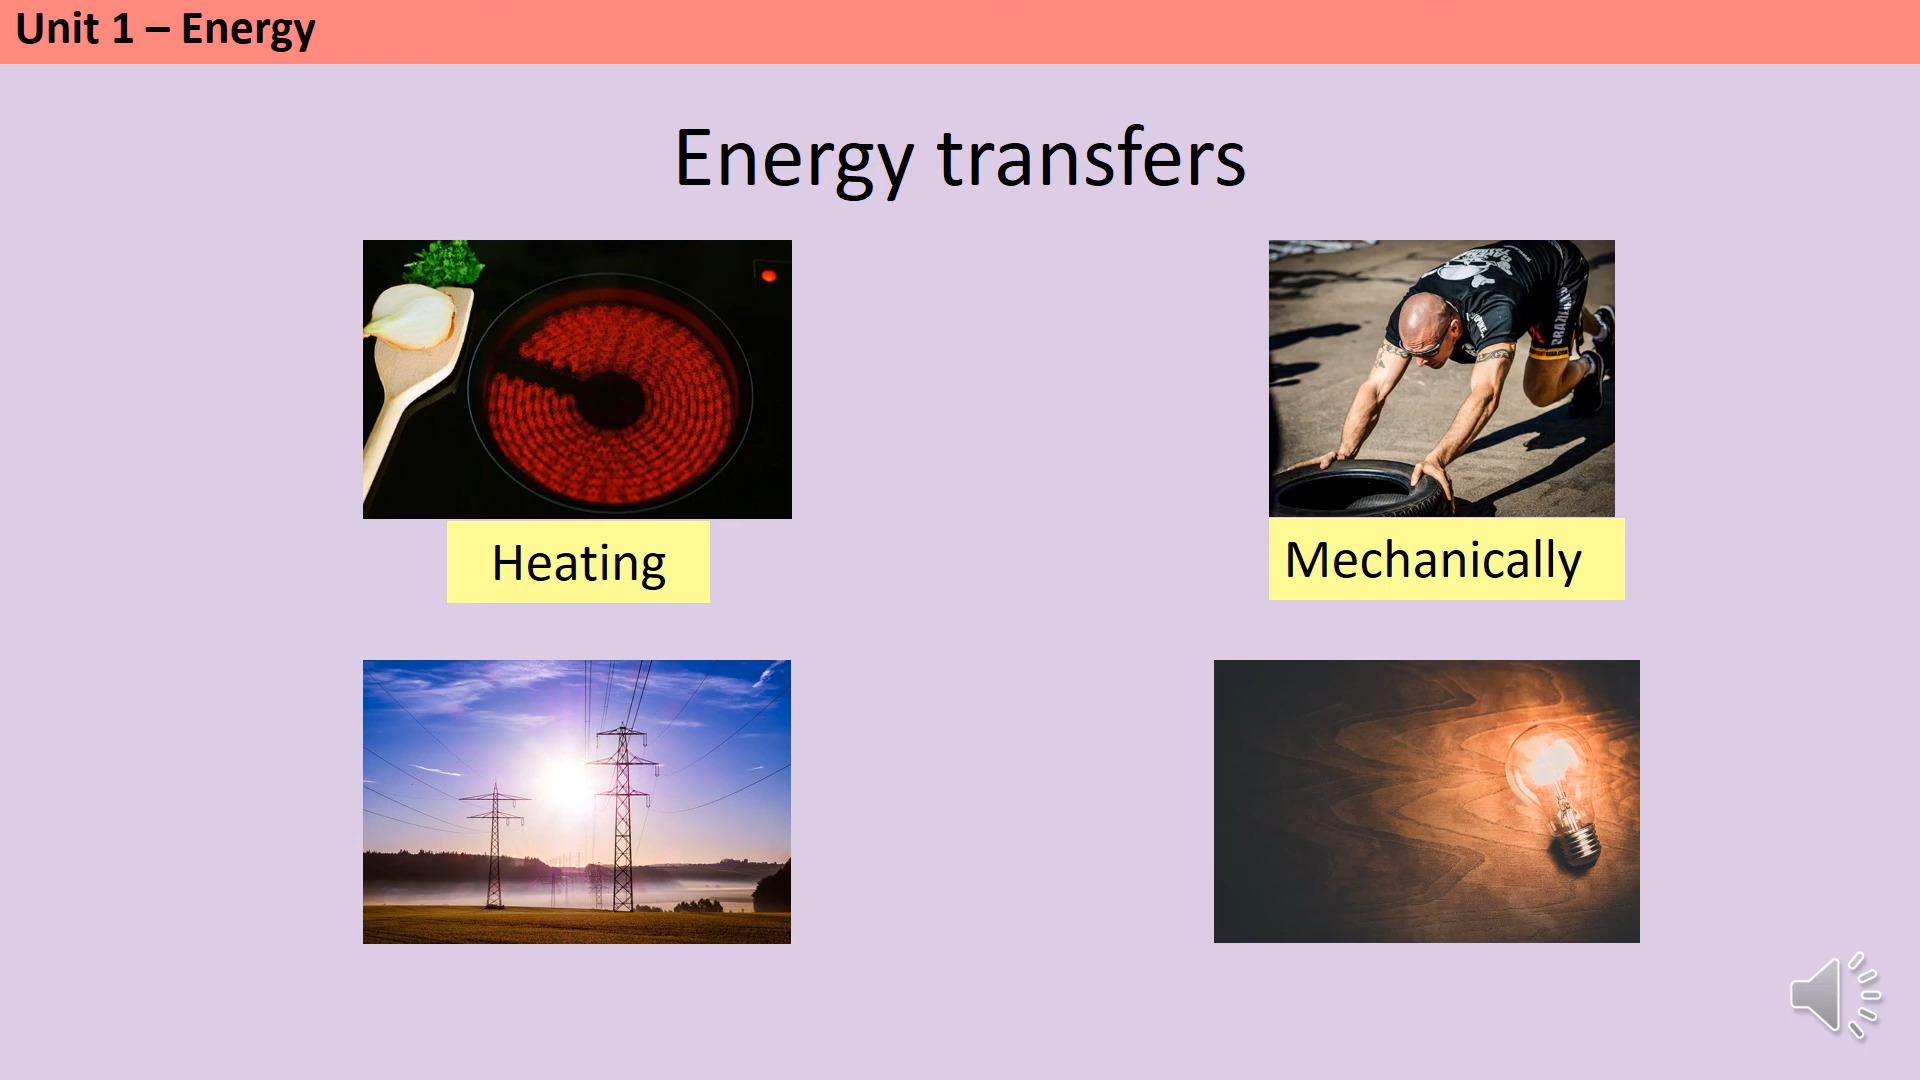 Unit 1 – Energy
Energy transfers
Heating
Mechanically